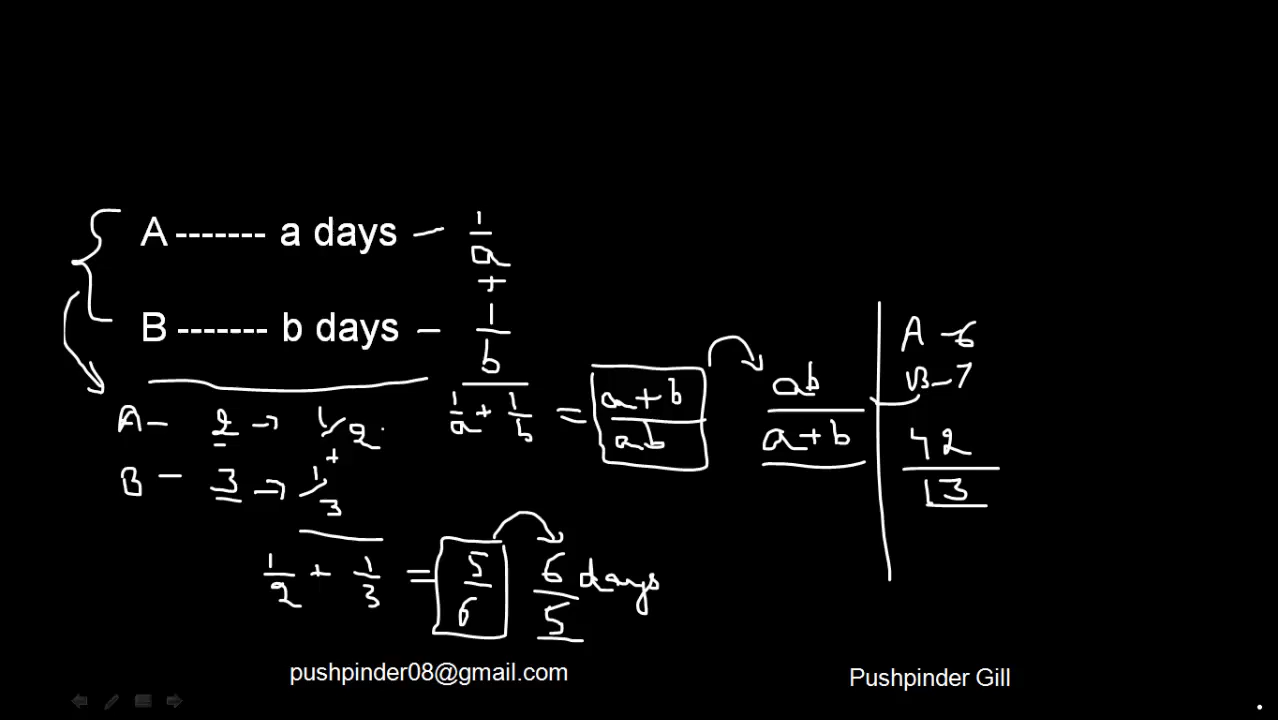 A ------- a days - 1/a
+
B ------- b days - 1/b
1/a + 1/b = a+b/ab ab/a+b
A - 2 → 1/2
+
B - 3 → 1/3
1/2 + 1/3 = 5/6 6/5 days
A - 6
B - 7
42/13
pushpinder08@gmail.com
Pushpinder Gill